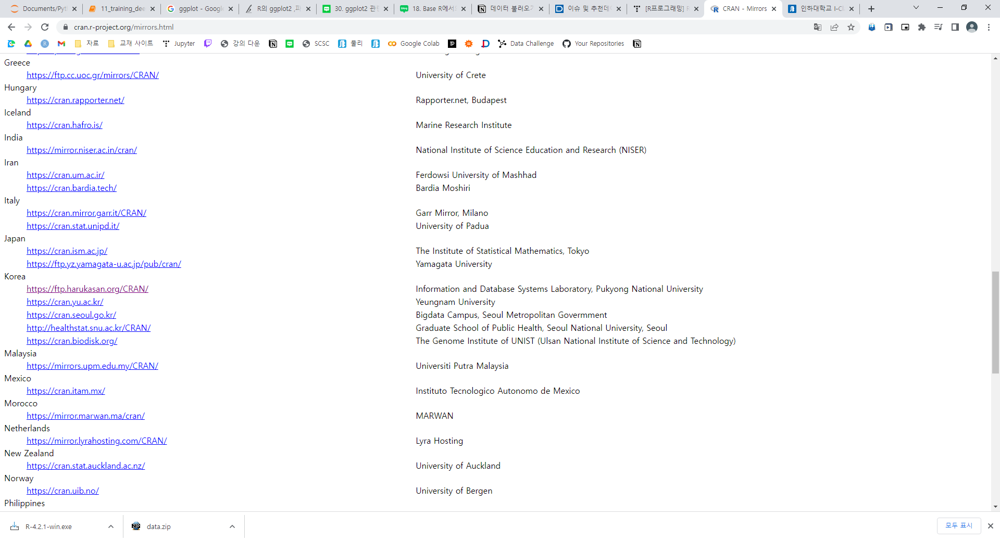 Documents/Pyt
11_training_dee
ggplot - Google
R의 ggplot2 ,파
30. ggplot2 관련
18. Base R에서
데이터 불러오기
이슈 및 추천데이
[R프로그래밍] R
CRAN - Mirrors
인하대학교 I-Cl
cran.r-project.org/mirrors.html
자료
교재 사이트
Jupyter
강의 다운
SCSC
물리
Google Colab
Data Challenge
Your Repositories
Greece
https://ftp.cc.uoc.gr/mirrors/CRAN/ University of Crete
Hungary
https://cran.rapporter.net/ Rapporter.net, Budapest
Iceland
https://cran.hafro.is/ Marine Research Institute
India
https://mirror.niser.ac.in/cran/ National Institute of Science Education and Research (NISER)
Iran
https://cran.um.ac.ir/ Ferdowsi University of Mashhad
https://cran.bardia.tech/ Bardia Moshiri
Italy
https://cran.mirror.garr.it/CRAN/ Garr Mirror, Milano
https://cran.stat.unipd.it/ University of Padua
Japan
https://cran.ism.ac.jp/ The Institute of Statistical Mathematics, Tokyo
https://ftp.yz.yamagata-u.ac.jp/pub/cran/ Yamagata University
Korea
https://ftp.harukasan.org/CRAN/ Information and Database Systems Laboratory, Pukyong National University
https://cran.yu.ac.kr/ Yeungnam University
https://cran.seoul.go.kr/ Bigdata Campus, Seoul Metropolitan Govermment
http://healthstat.snu.ac.kr/CRAN/ Graduate School of Public Health, Seoul National University, Seoul
https://cran.biodisk.org/ The Genome Institute of UNIST (Ulsan National Institute of Science and Technology)
Malaysia
https://mirrors.upm.edu.my/CRAN/ Universiti Putra Malaysia
Mexico
https://cran.itam.mx/ Instituto Tecnologico Autonomo de Mexico
Morocco
https://mirror.marwan.ma/cran/ MARWAN
Netherlands
https://mirror.lyrahosting.com/CRAN/ Lyra Hosting
New Zealand
https://cran.stat.auckland.ac.nz/ University of Auckland
Norway
https://cran.uib.no/ University of Bergen
Philippines
R-4.2.1-win.exe
data.zip
모두 표시